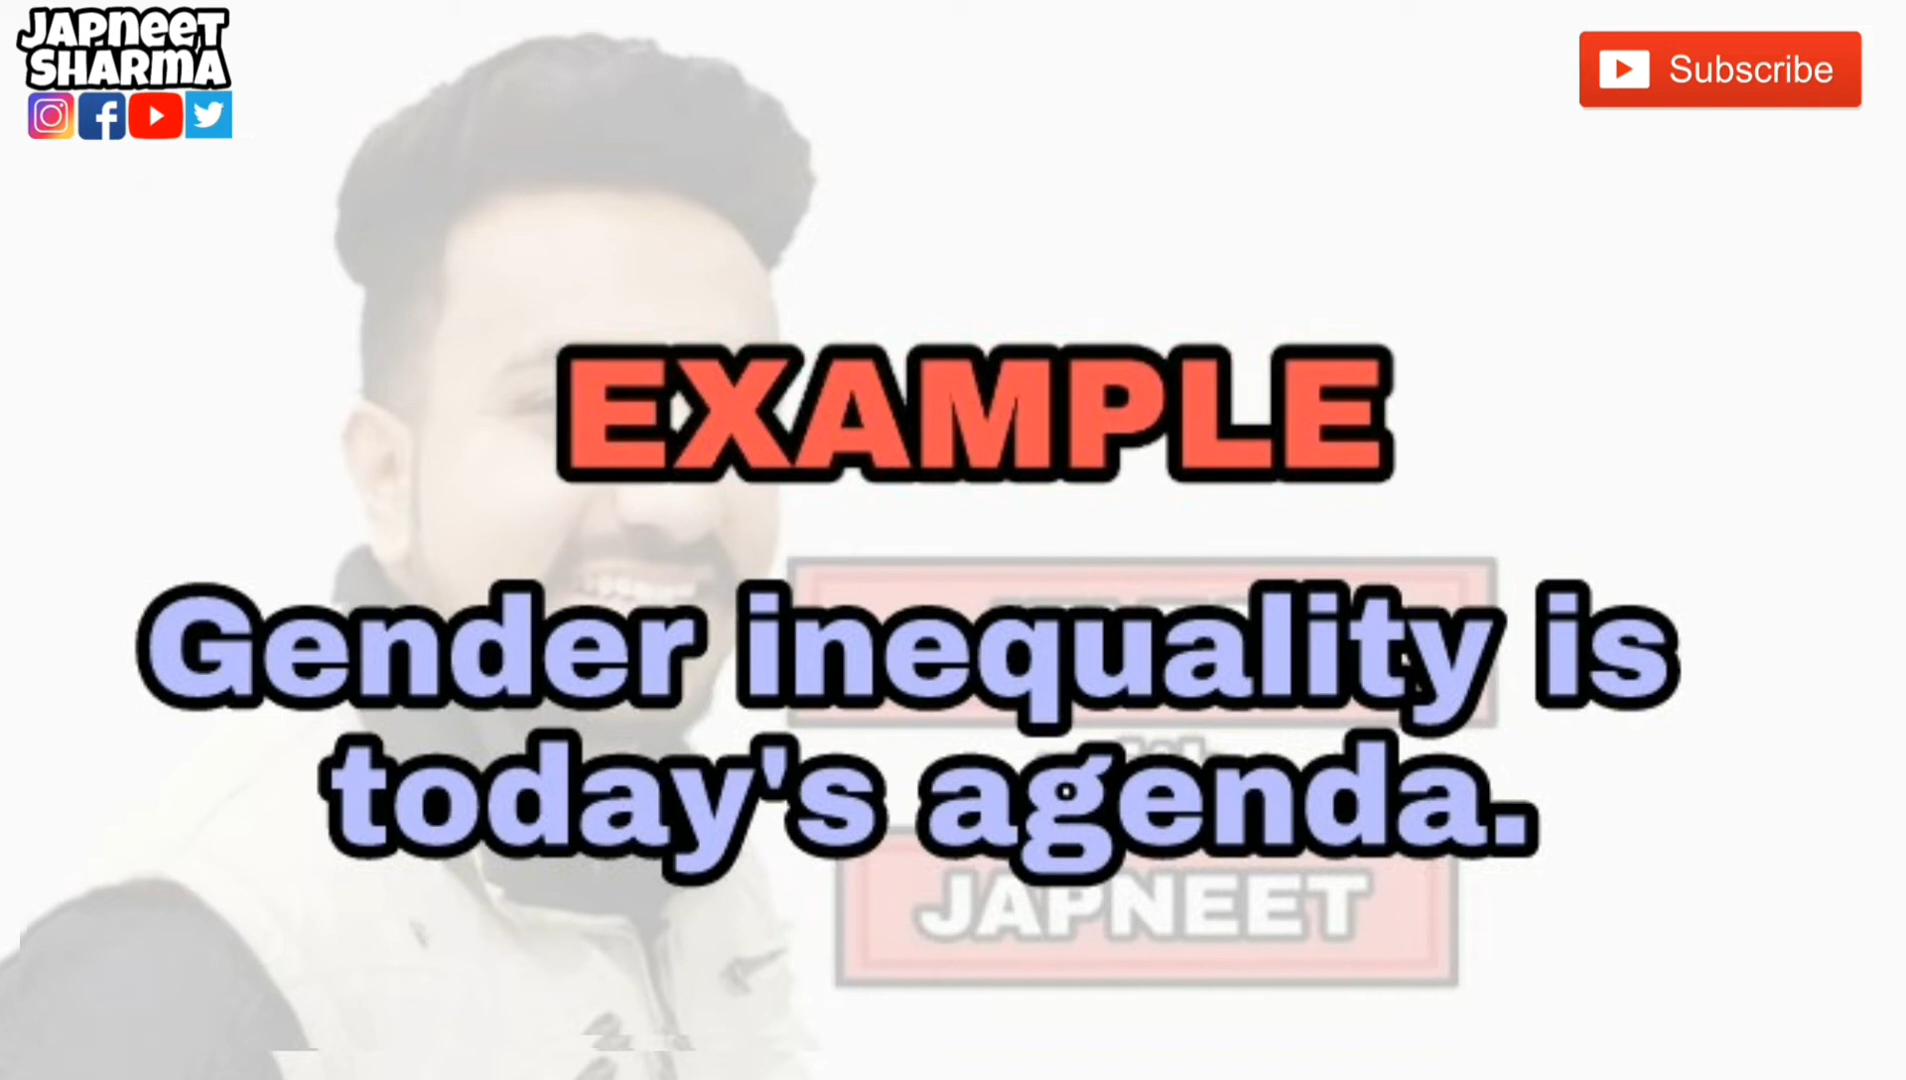 JAPNEET
SHARMA
Subscribe
EXAMPLE
Gender inequality is
today's agenda.
JAPNEET